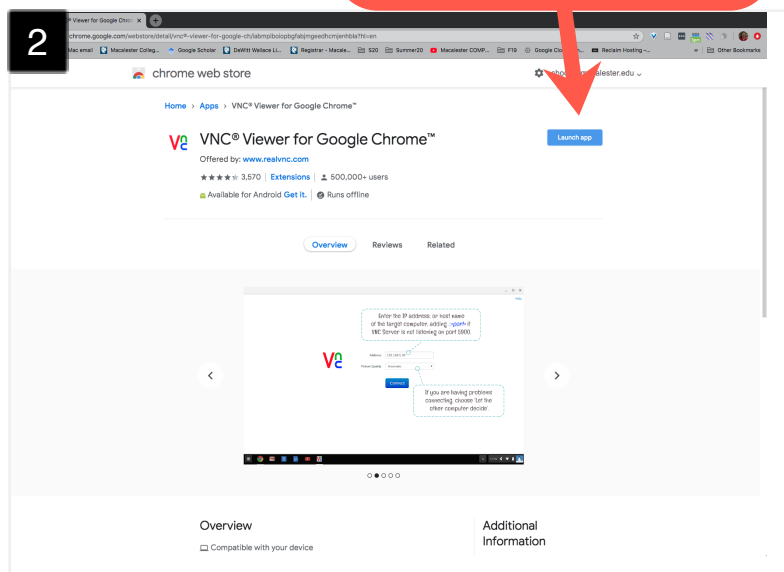 2
VNC® Viewer for Google Chrom ×
chrome.google.com/webstore/detail/vnc®-viewer-for-google-ch/iabmpiboiopbgfabjmgeedhcmjenhbla?hl=en
Mac email Macalester Colleg... Google Scholar DeWitt Wallace Li... Registrar - Macale... S20 Summer20 Macalester COMP... F19 Google Clo Reclaim Hosting –... » Other Bookmarks
chrome web store
alester.edu
Home › Apps › VNC® Viewer for Google Chrome™
VNC® Viewer for Google Chrome™
Launch app
Offered by: www.realvnc.com
3,570 Extensions 500,000+ users
Available for Android Get it. Runs offline
Overview Reviews Related
Help
Enter the IP address, or host name
of the target computer, adding :<port> if
VNC Server is not listening on port 5900.
VNC
Address
Picture Quality Automatic
Connect
If you are having problems
connecting, choose 'Let the
other computer decide'.
Overview
Additional
Information
Compatible with your device